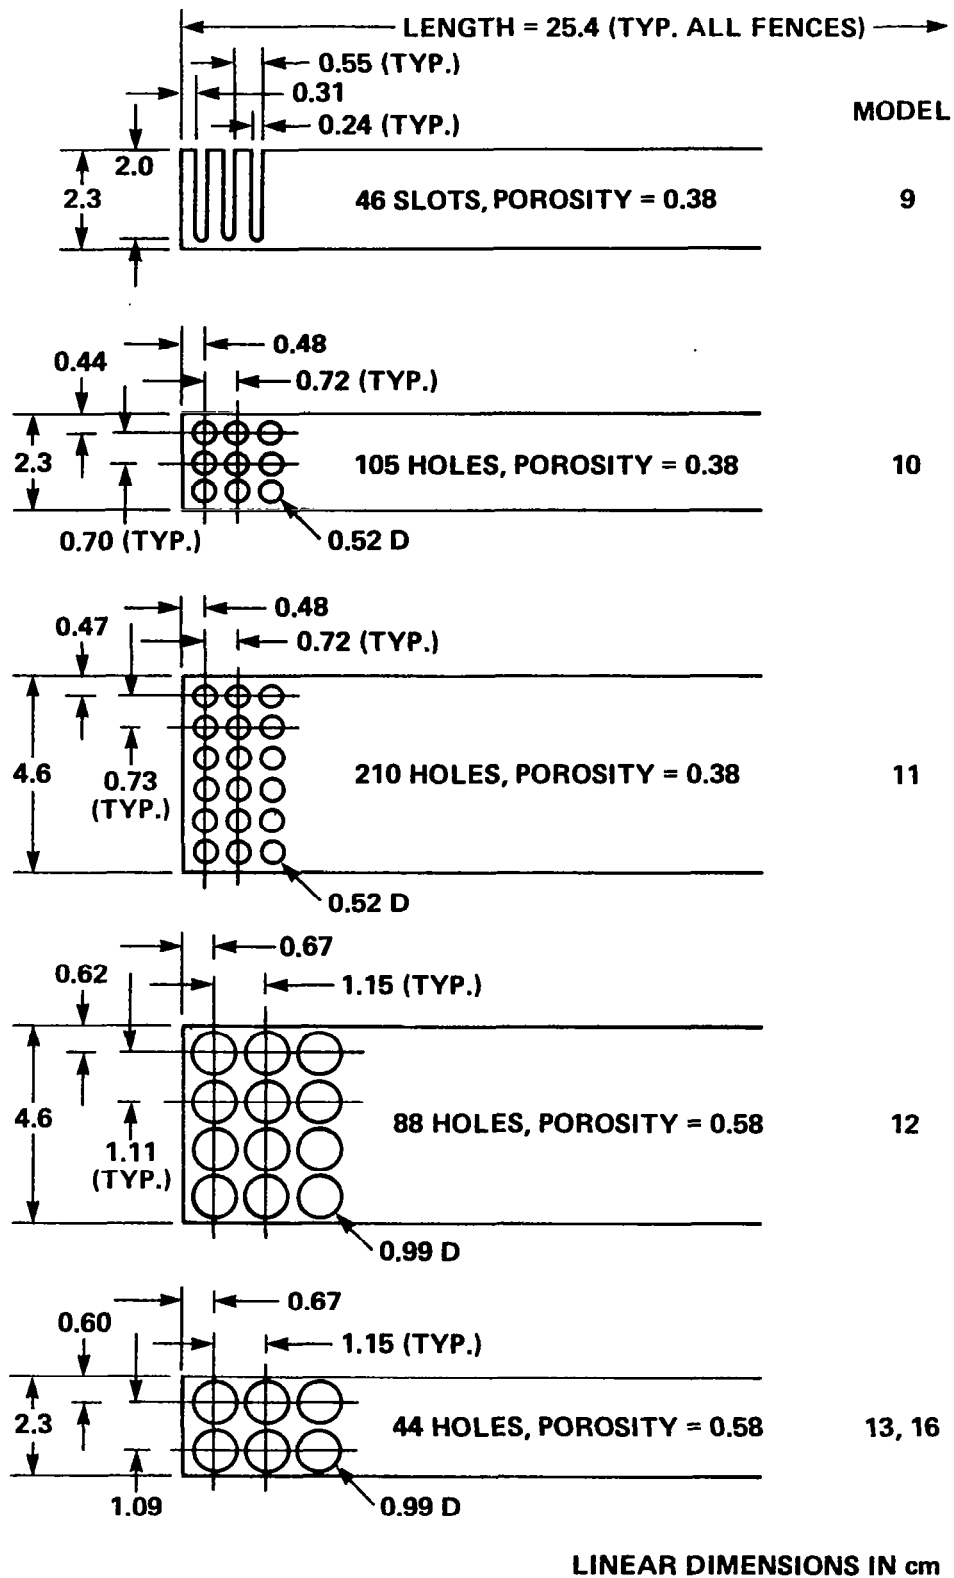 LENGTH = 25.4 (TYP. ALL FENCES)
0.55 (TYP.)
0.31
MODEL
0.24 (TYP.)
2.0
2.3
46 SLOTS, POROSITY = 0.38
9
0.48
0.44
0.72 (TYP.)
2.3
105 HOLES, POROSITY = 0.38
10
0.70 (TYP.)
0.52 D
0.48
0.47
0.72 (TYP.)
4.6
0.73
(TYP.)
210 HOLES, POROSITY = 0.38
11
0.52 D
0.67
0.62
1.15 (TYP.)
4.6
88 HOLES, POROSITY = 0.58
12
1.11
(TYP.)
0.99 D
0.67
0.60
1.15 (TYP.)
2.3
44 HOLES, POROSITY = 0.58
13, 16
1.09
0.99 D
LINEAR DIMENSIONS IN cm